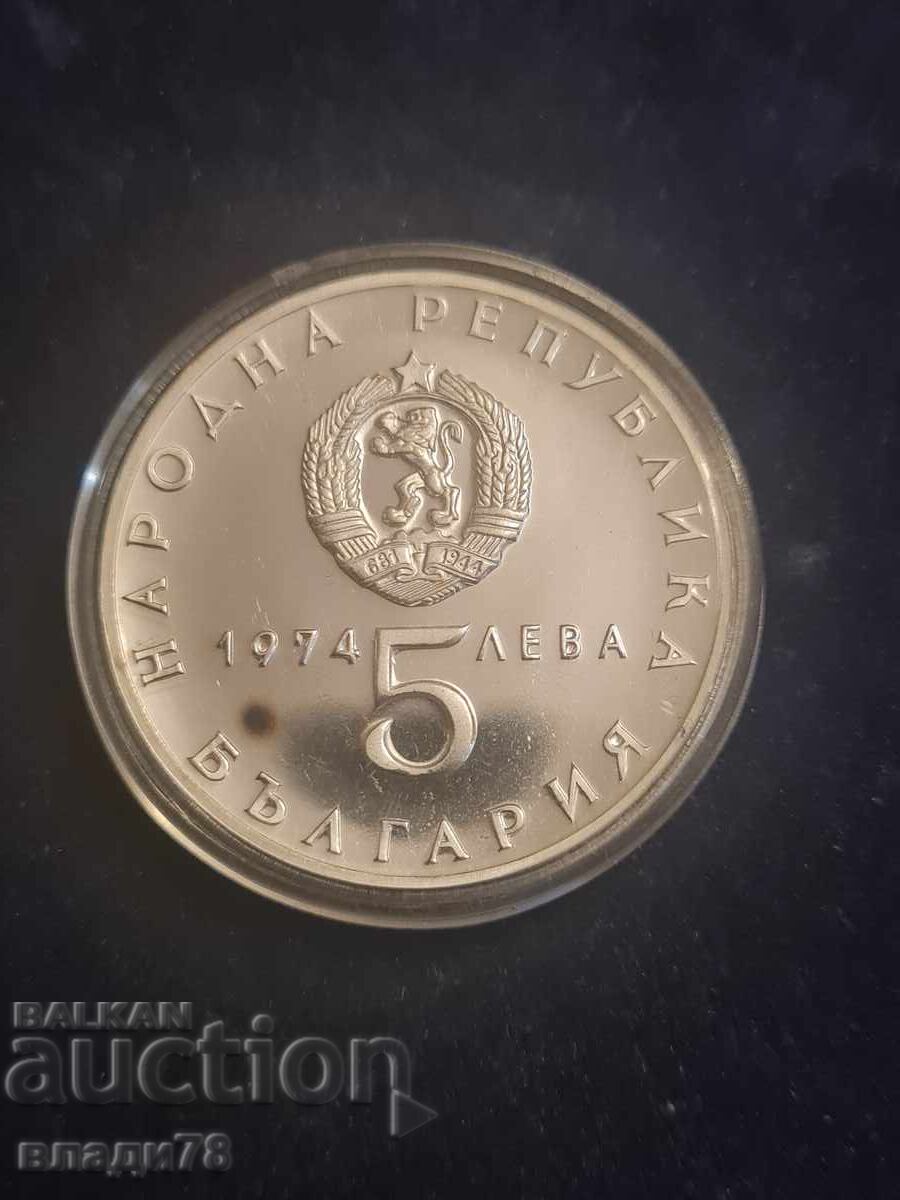 НАРОДНА РЕПУБЛИКА
681 1944
1974 5 ЛЕВА
БЪЛГАРИЯ
BALKAN
auction
влади78